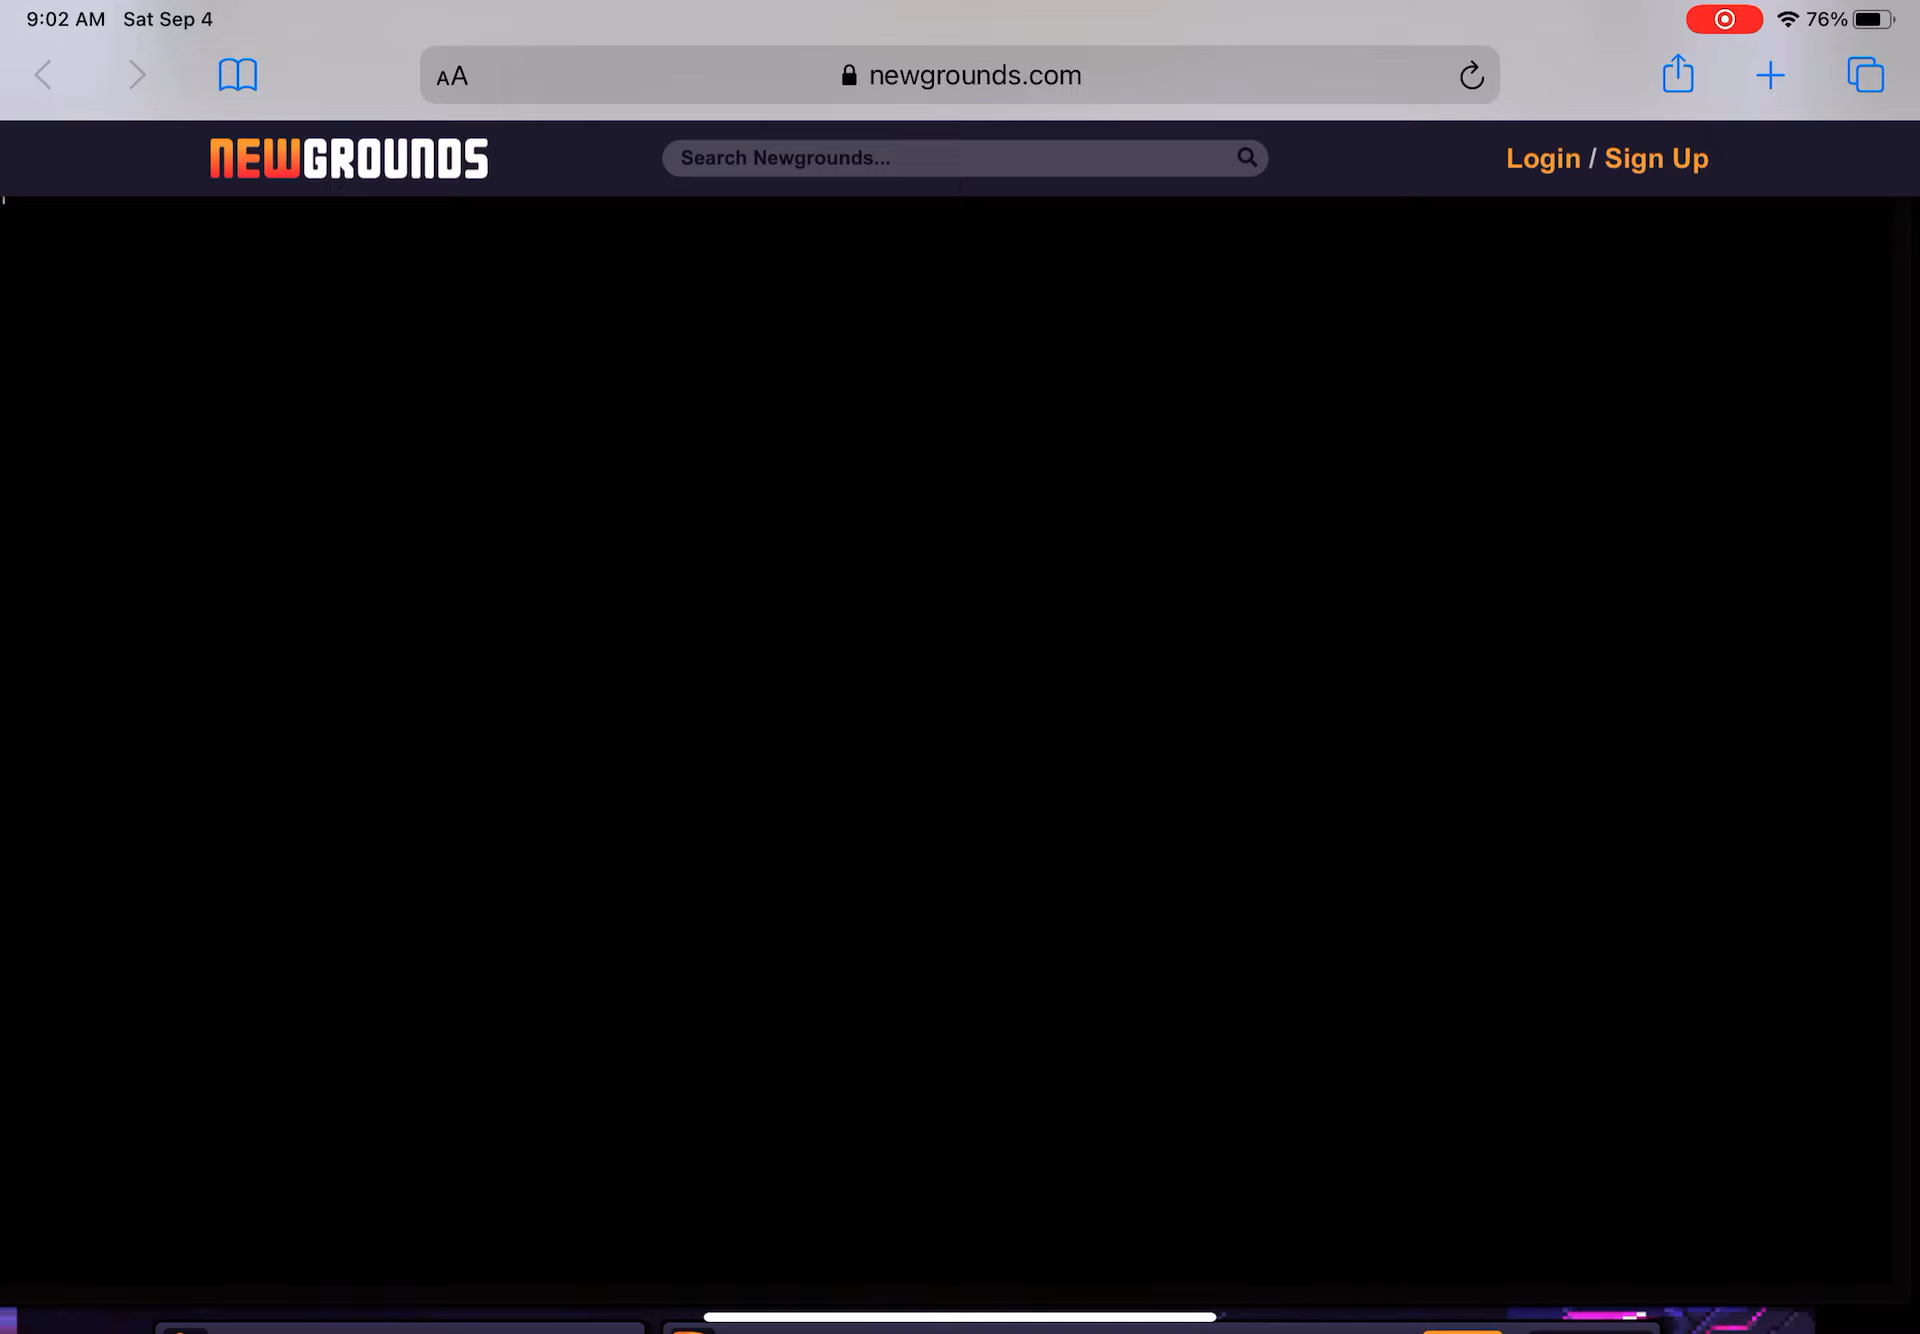 9:02 AM Sat Sep 4
76%
AA
newgrounds.com
NEWGROUNDS
Search Newgrounds...
Login / Sign Up